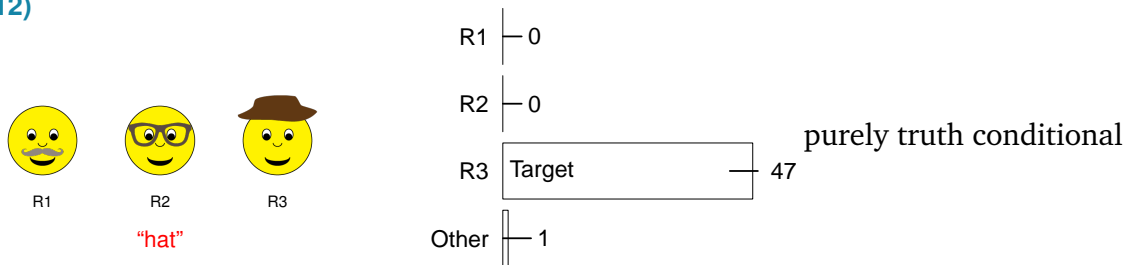 12)
R1 0
R2 0
R3 Target 47
Other 1
purely truth conditional
R1 R2 R3
“hat”